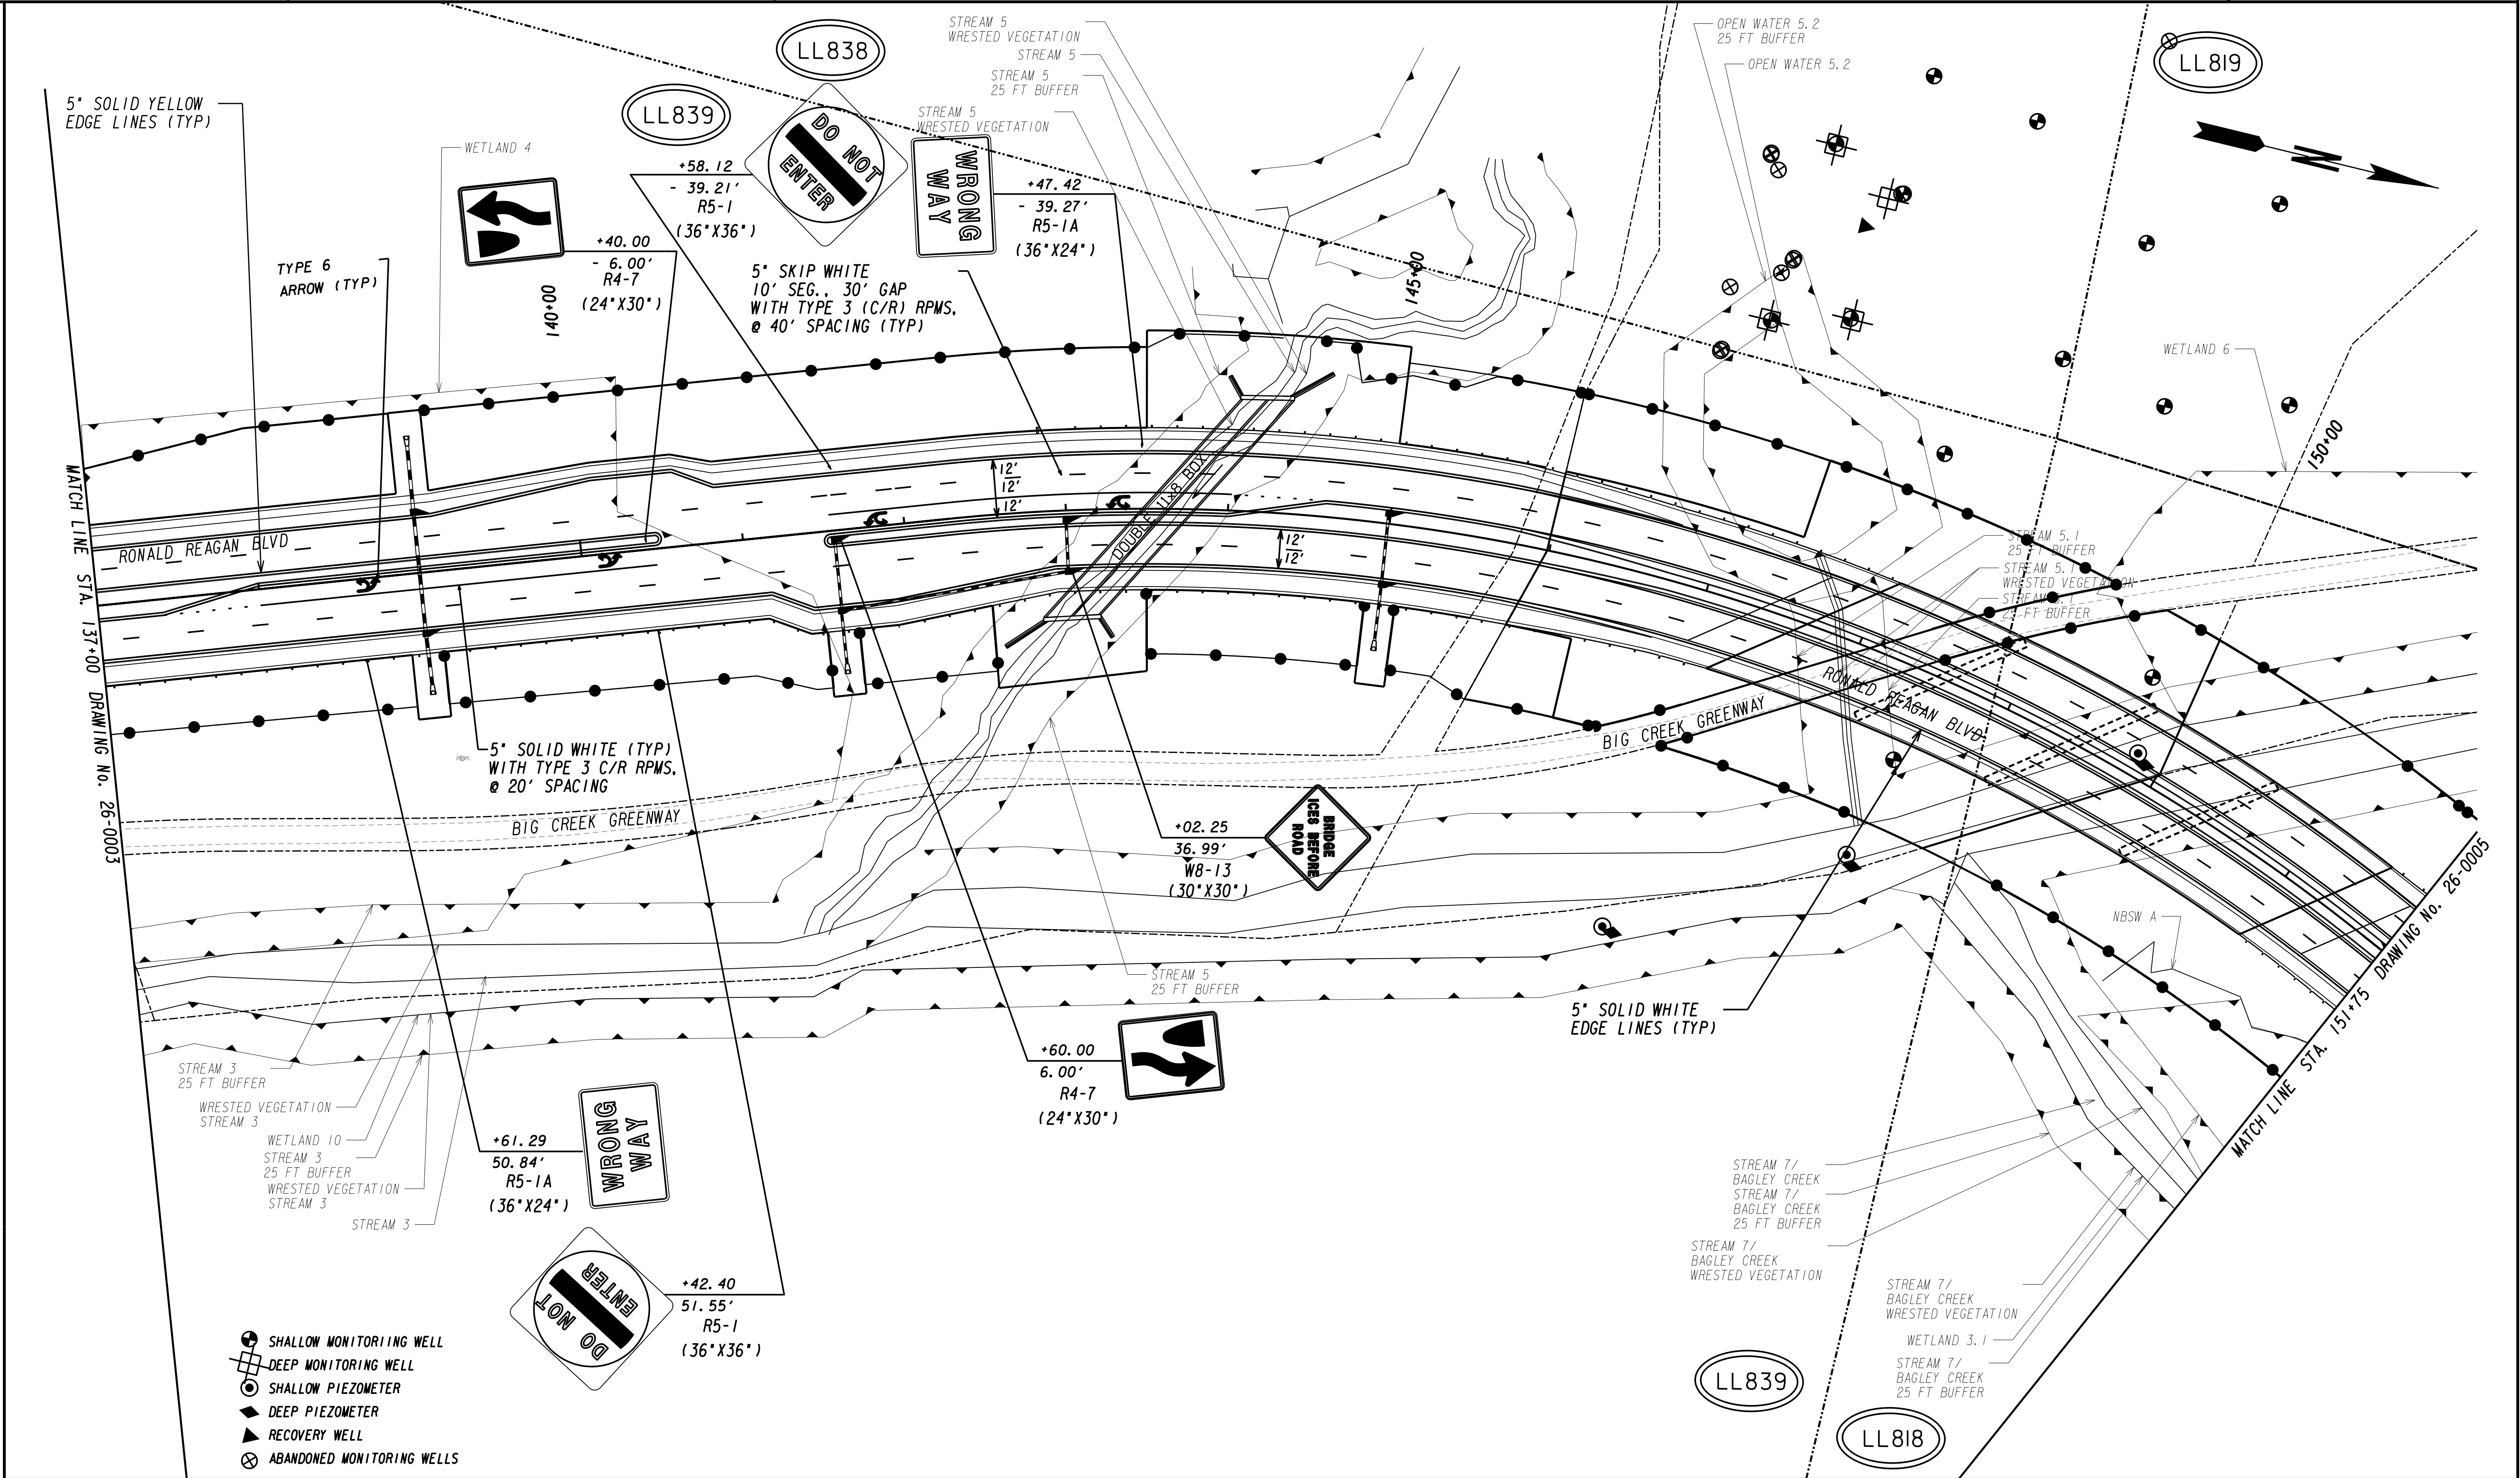 LL838
LL839
LL819
5" SOLID YELLOW
EDGE LINES (TYP)
WETLAND 4
STREAM 5
WRESTED VEGETATION
STREAM 5
STREAM 5
25 FT BUFFER
STREAM 5
WRESTED VEGETATION
OPEN WATER 5.2
25 FT BUFFER
OPEN WATER 5.2
N
DO NOT
ENTER
WRONG
WAY
+58.12
- 39.21'
R5-1
(36"X36")
+47.42
- 39.27'
R5-1A
(36"X24")
+40.00
- 6.00'
R4-7
(24"X30")
TYPE 6
ARROW (TYP)
5" SKIP WHITE
10' SEG., 30' GAP
WITH TYPE 3 (C/R) RPMS,
@ 40' SPACING (TYP)
140+00
145+00
150+00
WETLAND 6
MATCH LINE STA. 137+00 DRAWING No. 26-0003
RONALD REAGAN BLVD
12'
12'
12'
DOUBLE 11x8 BOX
12'
12'
STREAM 5.1
25 FT BUFFER
STREAM 5.1
WRESTED VEGETATION
STREAM
25 FT BUFFER
RONALD REAGAN BLVD
BIG CREEK GREENWAY
5" SOLID WHITE (TYP)
WITH TYPE 3 C/R RPMS,
@ 20' SPACING
BIG CREEK GREENWAY
+02.25
36.99'
W8-13
(30"X30")
BRIDGE
ICES BEFORE
ROAD
NBSW A
STREAM 5
25 FT BUFFER
5" SOLID WHITE
EDGE LINES (TYP)
MATCH LINE STA. 151+75 DRAWING No. 26-0005
+60.00
6.00'
R4-7
(24"X30")
STREAM 3
25 FT BUFFER
WRESTED VEGETATION
STREAM 3
WETLAND 10
STREAM 3
25 FT BUFFER
WRESTED VEGETATION
STREAM 3
STREAM 3
+61.29
50.84'
R5-1A
(36"X24")
WRONG
WAY
DO NOT
ENTER
+42.40
51.55'
R5-1
(36"X36")
STREAM 7/
BAGLEY CREEK
STREAM 7/
BAGLEY CREEK
25 FT BUFFER
STREAM 7/
BAGLEY CREEK
WRESTED VEGETATION
STREAM 7/
BAGLEY CREEK
WRESTED VEGETATION
WETLAND 3.1
STREAM 7/
BAGLEY CREEK
25 FT BUFFER
LL839
LL818
SHALLOW MONITORIING WELL
DEEP MONITORING WELL
SHALLOW PIEZOMETER
DEEP PIEZOMETER
RECOVERY WELL
ABANDONED MONITORING WELLS